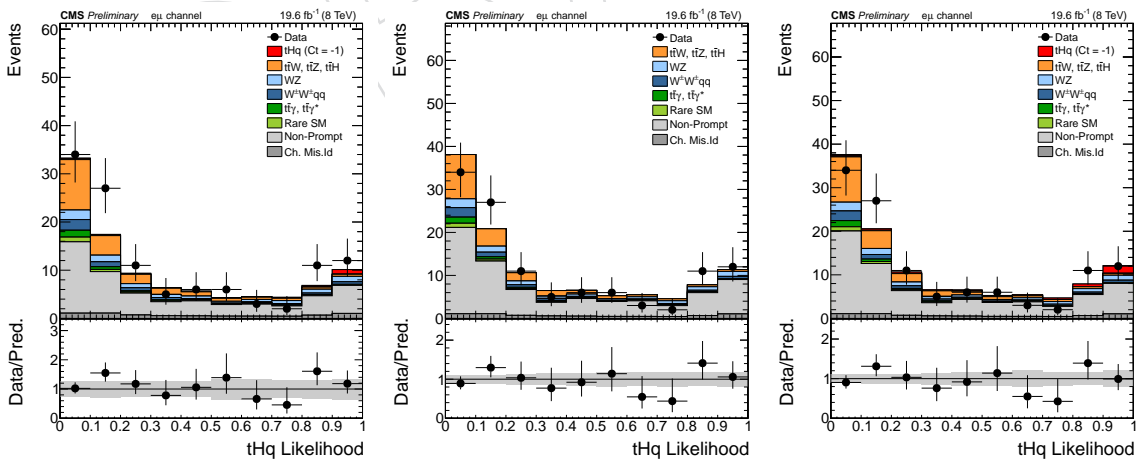 CMS Preliminary eμ channel 19.6 fb⁻¹ (8 TeV)
Events
60
50
40
30
20
10
0
Data
tHq (Ct = -1)
tt̄W, tt̄Z, tt̄H
WZ
W±W±qq
tt̄γ, tt̄γ*
Rare SM
Non-Prompt
Ch. Mis.Id
Data/Pred.
3
2
1
0
0 0.1 0.2 0.3 0.4 0.5 0.6 0.7 0.8 0.9 1
tHq Likelihood
CMS Preliminary eμ channel 19.6 fb⁻¹ (8 TeV)
Events
60
50
40
30
20
10
0
Data
tt̄W, tt̄Z, tt̄H
WZ
W±W±qq
tt̄γ, tt̄γ*
Rare SM
Non-Prompt
Ch. Mis.Id
Data/Pred.
2
1
0
0 0.1 0.2 0.3 0.4 0.5 0.6 0.7 0.8 0.9 1
tHq Likelihood
CMS Preliminary eμ channel 19.6 fb⁻¹ (8 TeV)
Events
60
50
40
30
20
10
0
Data
tHq (Ct = -1)
tt̄W, tt̄Z, tt̄H
WZ
W±W±qq
tt̄γ, tt̄γ*
Rare SM
Non-Prompt
Ch. Mis.Id
Data/Pred.
2
1
0
0 0.1 0.2 0.3 0.4 0.5 0.6 0.7 0.8 0.9 1
tHq Likelihood